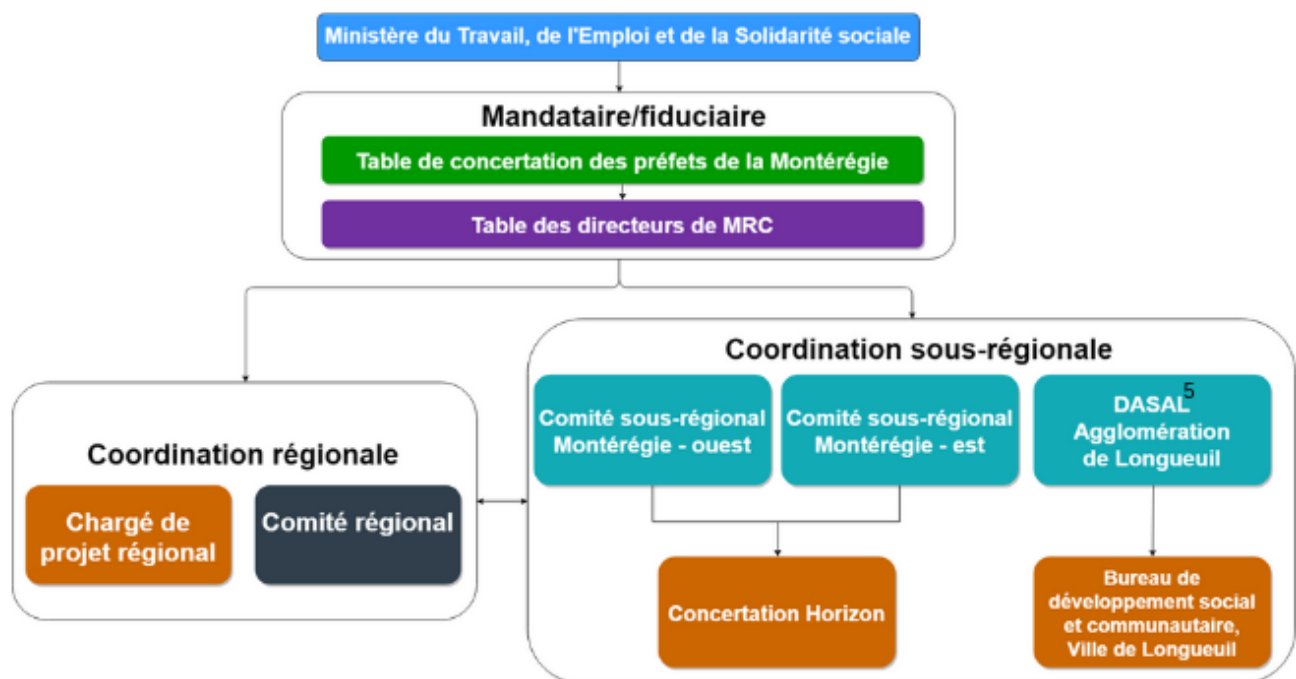 Ministère du Travail, de l'Emploi et de la Solidarité sociale
Mandataire/fiduciaire
Table de concertation des préfets de la Montérégie
Table des directeurs de MRC
Coordination régionale
Chargé de
projet régional
Comité régional
Coordination sous-régionale
Comité sous-régional
Montérégie - ouest
Comité sous-régional
Montérégie - est
DASAL5
Agglomération
de Longueuil
Concertation Horizon
Bureau de
développement social
et communautaire,
Ville de Longueuil